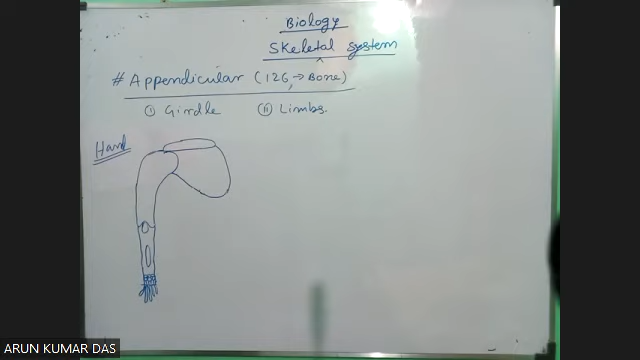 Biology
Skeletal system
# Appendicular (126 → Bone)
(i) Girdle (ii) Limbs.
Hand
ARUN KUMAR DAS